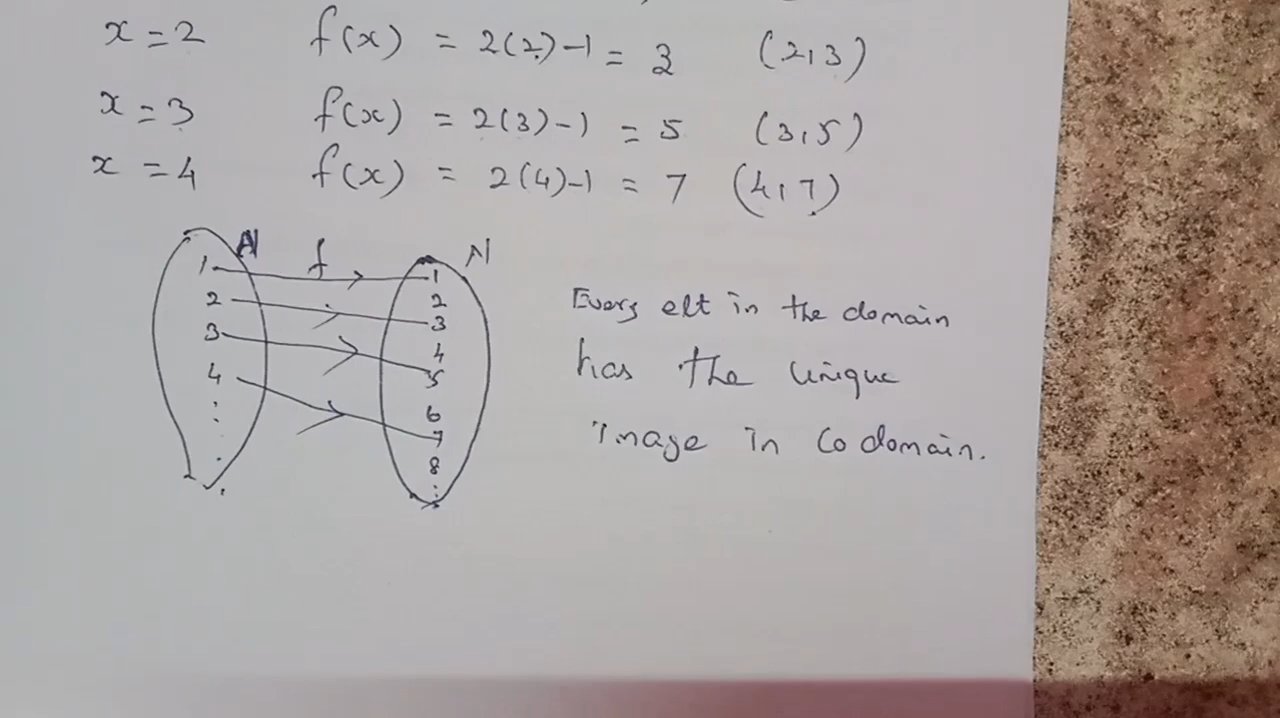 x = 2 f(x) = 2(2)-1 = 3 (2,3)
x = 3 f(x) = 2(3)-1 = 5 (3,5)
x = 4 f(x) = 2(4)-1 = 7 (4,7)
N f N
1 1
2 2
3 3
4 4
5
6
7
8
Every elt in the domain
has the unique
image in co domain.